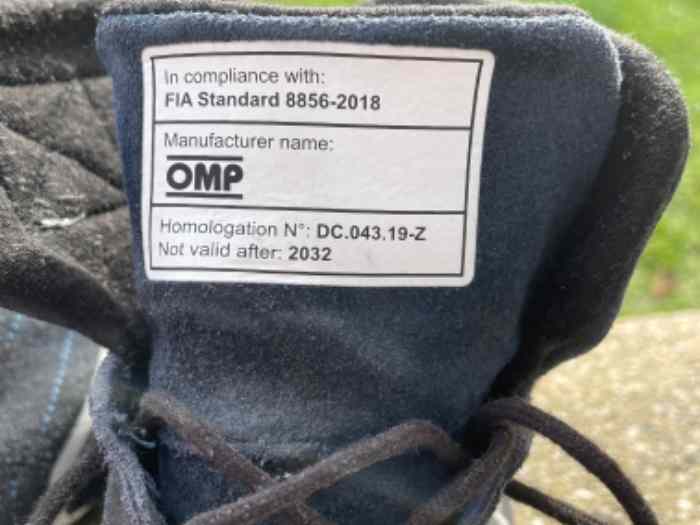 In compliance with:
FIA Standard 8856-2018
Manufacturer name:
OMP
Homologation N°: DC.043.19-Z
Not valid after: 2032